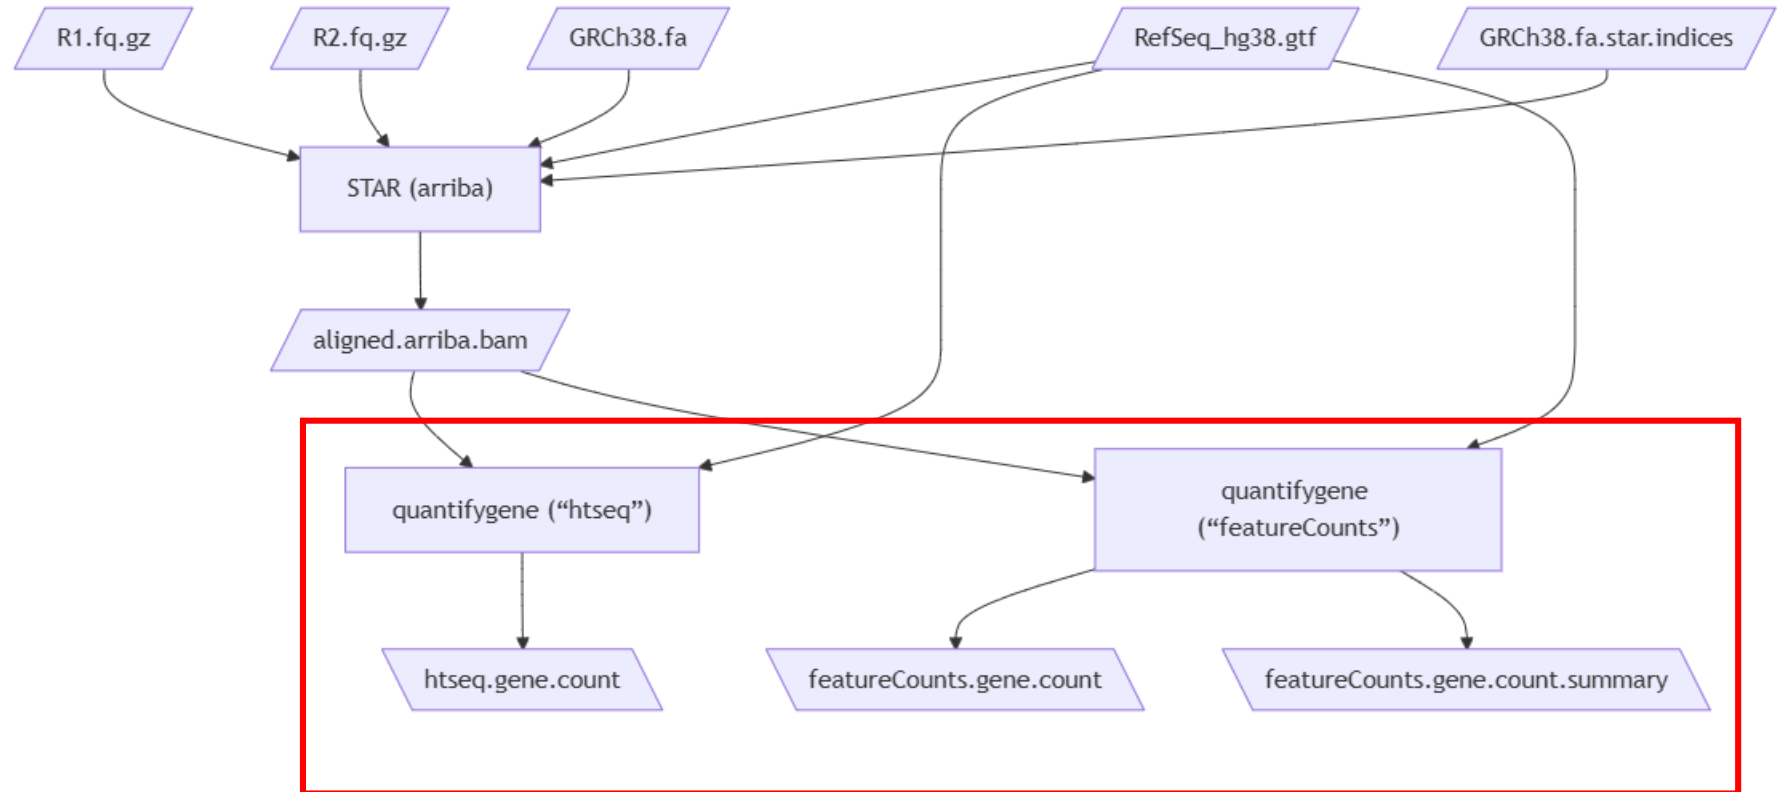 R1.fq.gz
R2.fq.gz
GRCh38.fa
RefSeq_hg38.gtf
GRCh38.fa.star.indices
STAR (arriba)
aligned.arriba.bam
quantifygene (“htseq”)
quantifygene
(“featureCounts”)
htseq.gene.count
featureCounts.gene.count
featureCounts.gene.count.summary